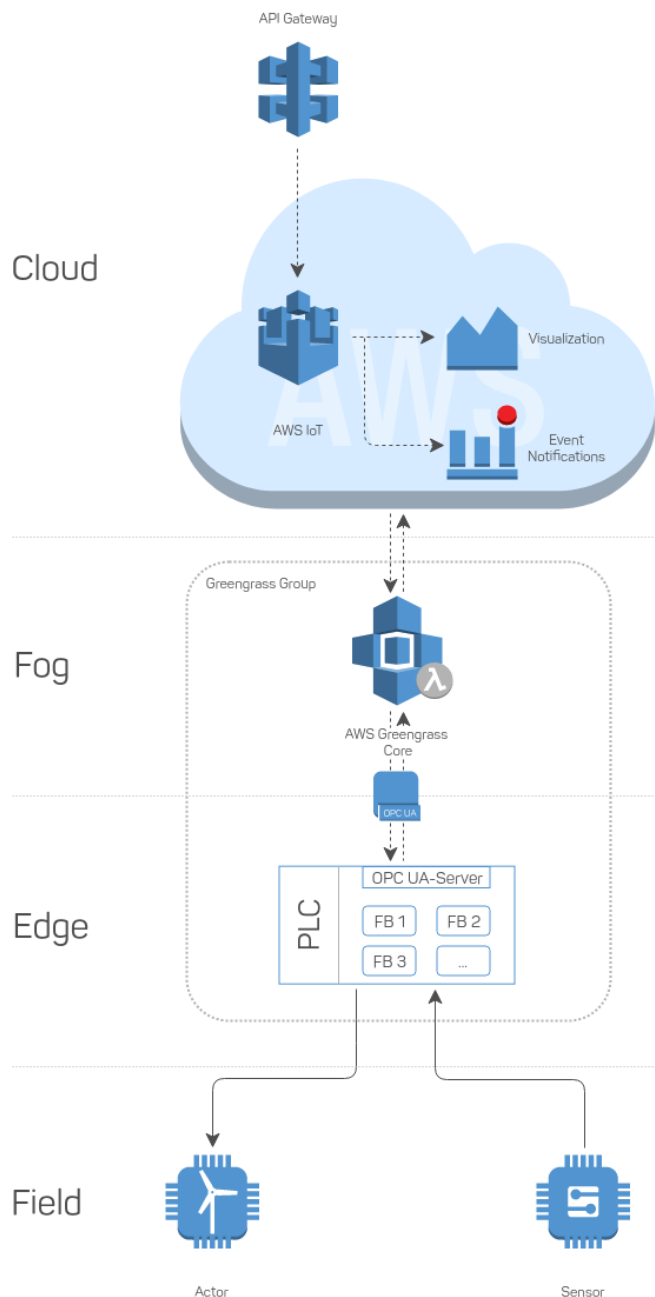 API Gateway
Cloud
AWS
Visualization
AWS IoT
Event
Notifications
Greengrass Group
Fog
λ
AWS Greengrass
Core
OPC UA
Edge
PLC
OPC UA-Server
FB 1
FB 2
FB 3
...
Field
Actor
Sensor